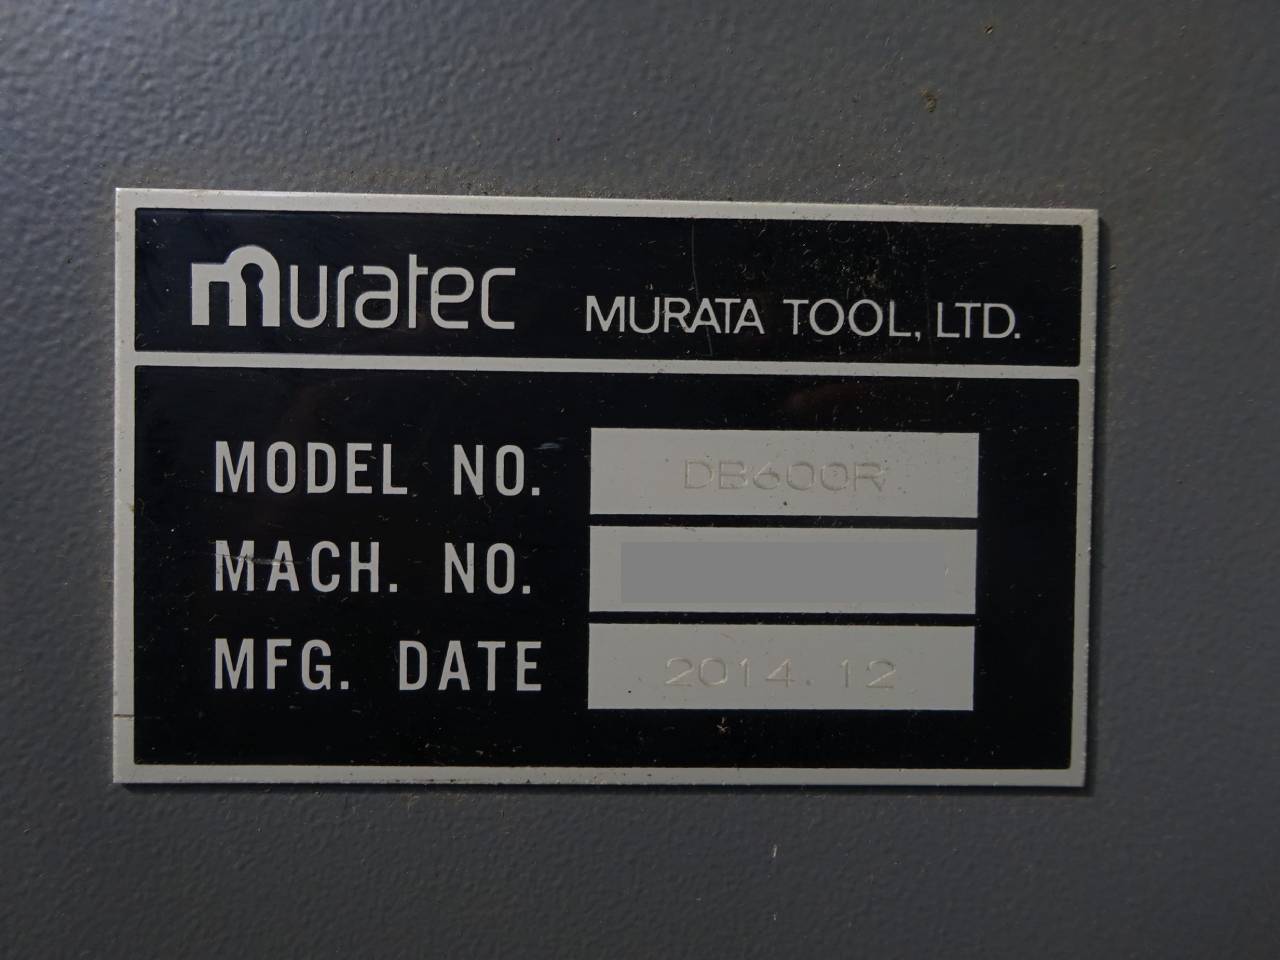 muratec MURATA TOOL, LTD.
MODEL NO. DB600R
MACH. NO.
MFG. DATE 2014.12